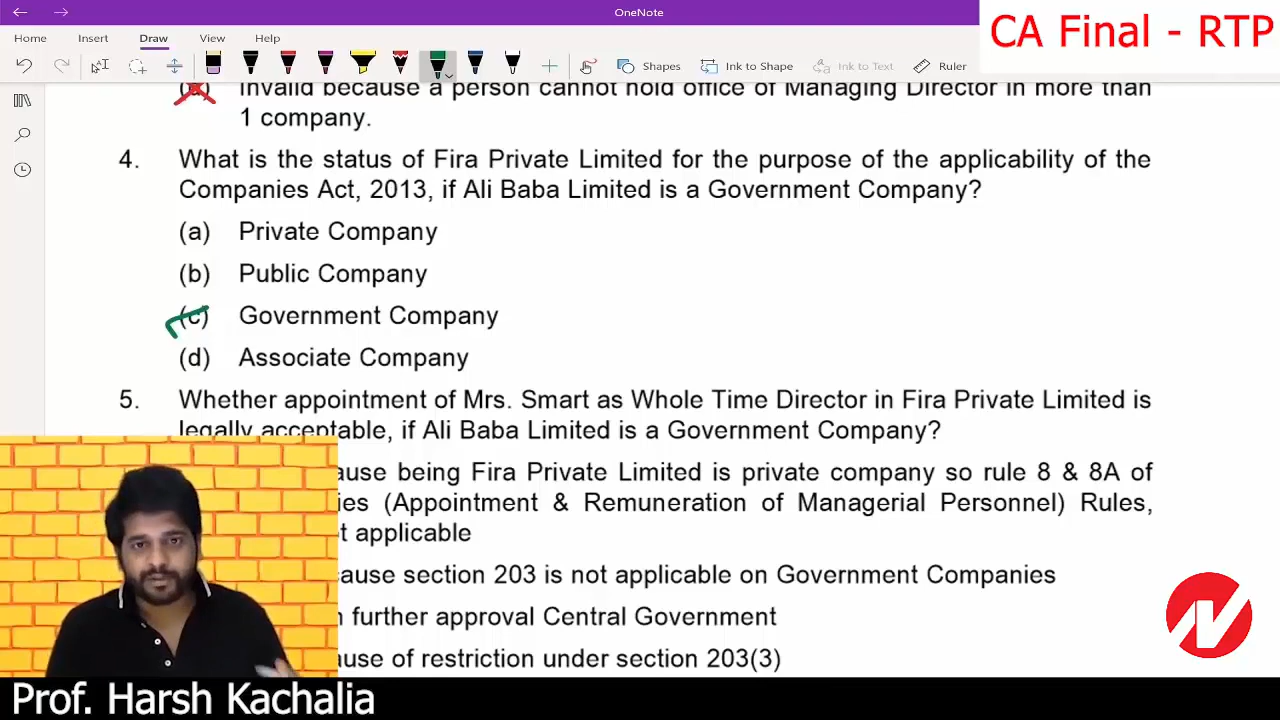 OneNote
CA Final - RTP
Home Insert Draw View Help
Shapes Ink to Shape Ink to Text Ruler
Invalid because a person cannot hold office of Managing Director in more than
1 company.
4. What is the status of Fira Private Limited for the purpose of the applicability of the
Companies Act, 2013, if Ali Baba Limited is a Government Company?
(a) Private Company
(b) Public Company
(c) Government Company
(d) Associate Company
5. Whether appointment of Mrs. Smart as Whole Time Director in Fira Private Limited is
legally acceptable, if Ali Baba Limited is a Government Company?
ause being Fira Private Limited is private company so rule 8 & 8A of
ies (Appointment & Remuneration of Managerial Personnel) Rules,
t applicable
cause section 203 is not applicable on Government Companies
further approval Central Government
ause of restriction under section 203(3)
Prof. Harsh Kachalia